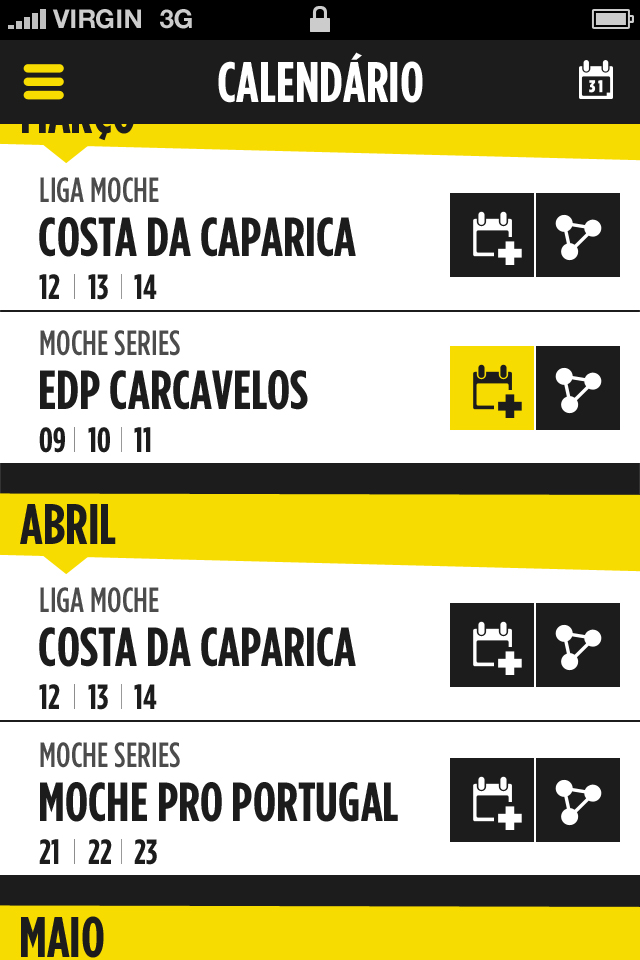 VIRGIN 3G
CALENDÁRIO
31
MARÇO
LIGA MOCHE
COSTA DA CAPARICA
12 | 13 | 14
MOCHE SERIES
EDP CARCAVELOS
09 | 10 | 11
ABRIL
LIGA MOCHE
COSTA DA CAPARICA
12 | 13 | 14
MOCHE SERIES
MOCHE PRO PORTUGAL
21 | 22 | 23
MAIO